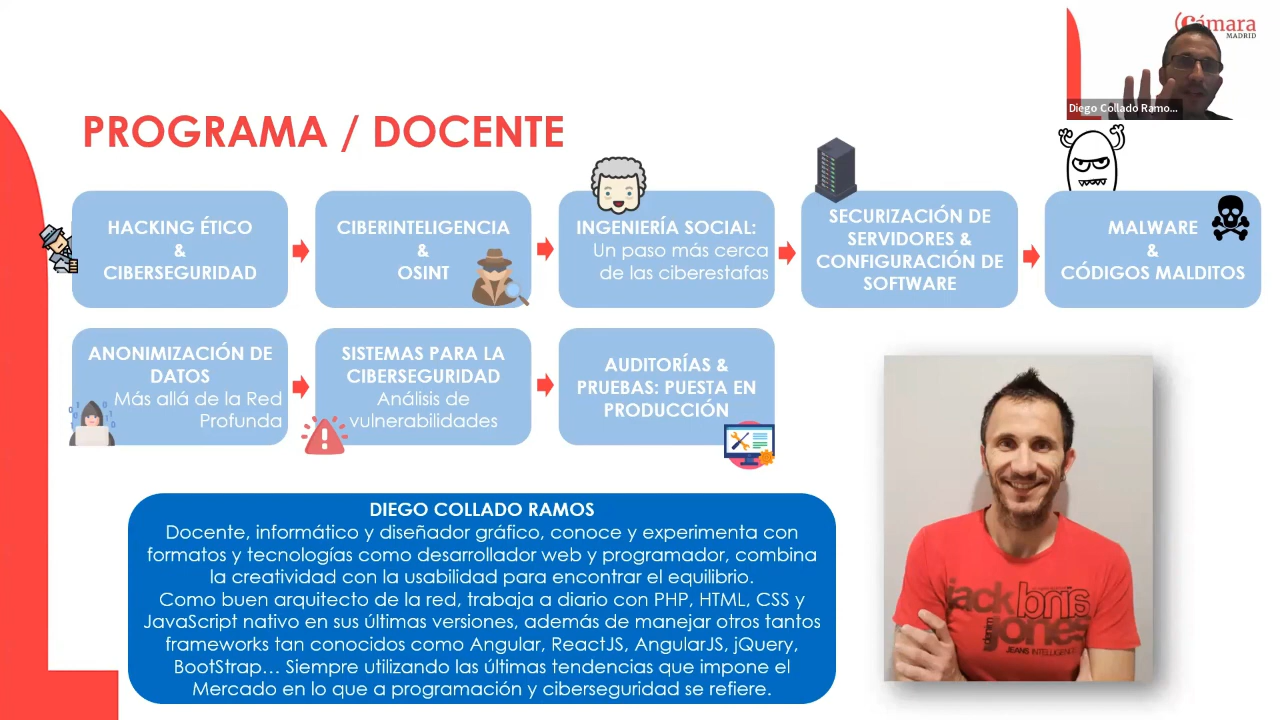 Cámara
MADRID
Diego Collado Ramo...
PROGRAMA / DOCENTE
HACKING ÉTICO
&
CIBERSEGURIDAD
CIBERINTELIGENCIA
&
OSINT
INGENIERÍA SOCIAL:
Un paso más cerca
de las ciberestafas
SECURIZACIÓN DE
SERVIDORES &
CONFIGURACIÓN DE
SOFTWARE
MALWARE
&
CÓDIGOS MALDITOS
ANONIMIZACIÓN DE
DATOS
Más allá de la Red
Profunda
SISTEMAS PARA LA
CIBERSEGURIDAD
Análisis de
vulnerabilidades
AUDITORÍAS &
PRUEBAS: PUESTA EN
PRODUCCIÓN
DIEGO COLLADO RAMOS
Docente, informático y diseñador gráfico, conoce y experimenta con
formatos y tecnologías como desarrollador web y programador, combina
la creatividad con la usabilidad para encontrar el equilibrio.
Como buen arquitecto de la red, trabaja a diario con PHP, HTML, CSS y
JavaScript nativo en sus últimas versiones, además de manejar otros tantos
frameworks tan conocidos como Angular, ReactJS, AngularJS, jQuery,
BootStrap... Siempre utilizando las últimas tendencias que impone el
Mercado en lo que a programación y ciberseguridad se refiere.
jack
jones
JEANS INTELLIGENCE